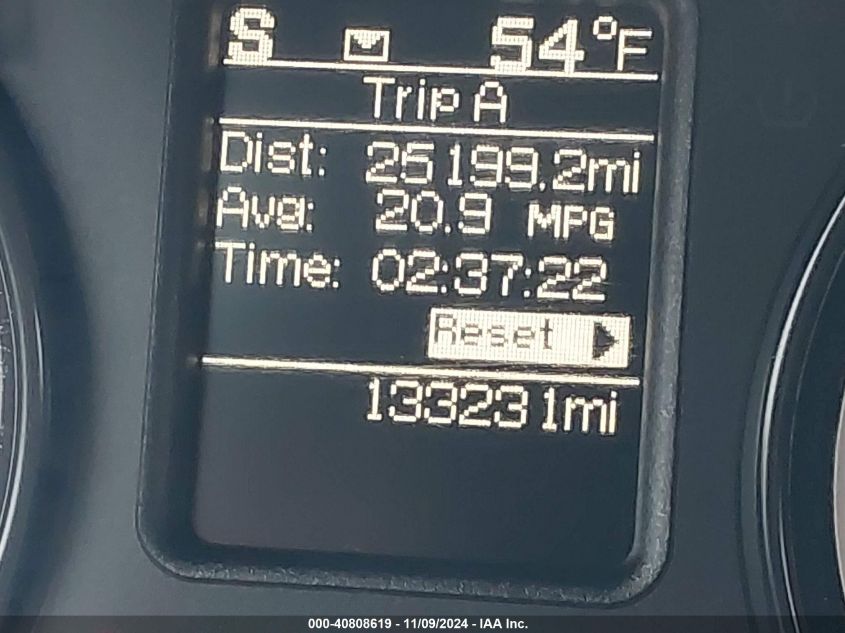 S 54°F
Trip A
Dist: 25199.2mi
Avg: 20.9 MPG
Time: 02:37:22
Reset
133231mi
000-40808619 - 11/09/2024 - IAA Inc.